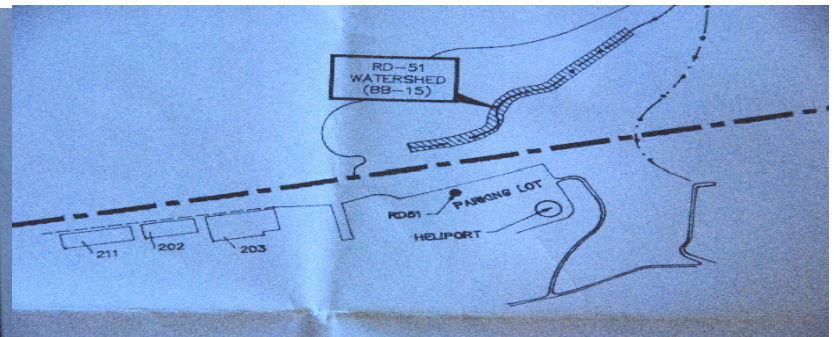 RD-51
WATERSHED
(BB-15)
RD51
PARKING LOT
HELIPORT
211
202
203